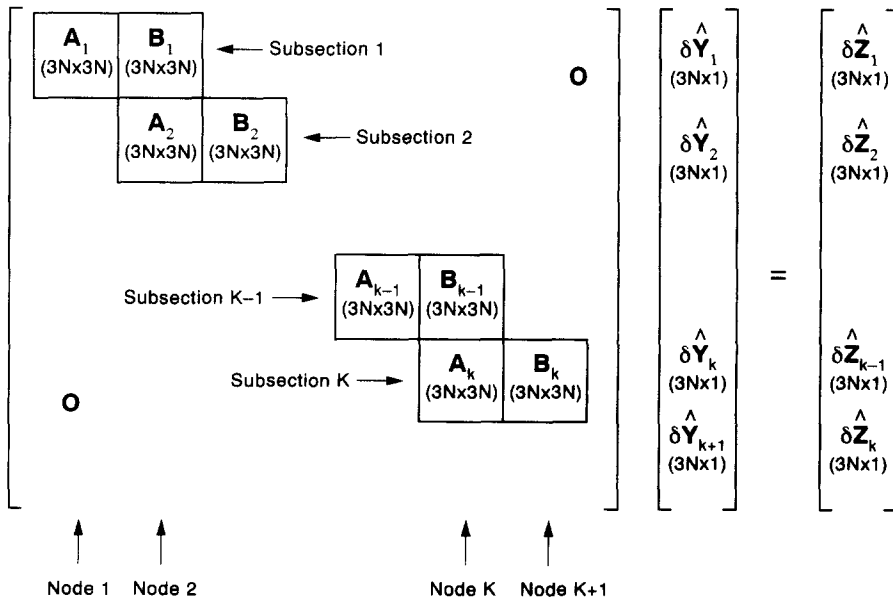 A₁ B₁ ← Subsection 1
(3Nx3N) (3Nx3N)
O
A₂ B₂ ← Subsection 2
(3Nx3N) (3Nx3N)
Subsection K–1 → Aₖ₋₁ Bₖ₋₁
(3Nx3N) (3Nx3N)
Subsection K → Aₖ Bₖ
(3Nx3N) (3Nx3N)
O
Node 1 Node 2 Node K Node K+1
δŶ₁
(3Nx1)
δŶ₂
(3Nx1)
δŶₖ
(3Nx1)
δŶₖ₊₁
(3Nx1)
=
δẐ₁
(3Nx1)
δẐ₂
(3Nx1)
δẐₖ₋₁
(3Nx1)
δẐₖ
(3Nx1)